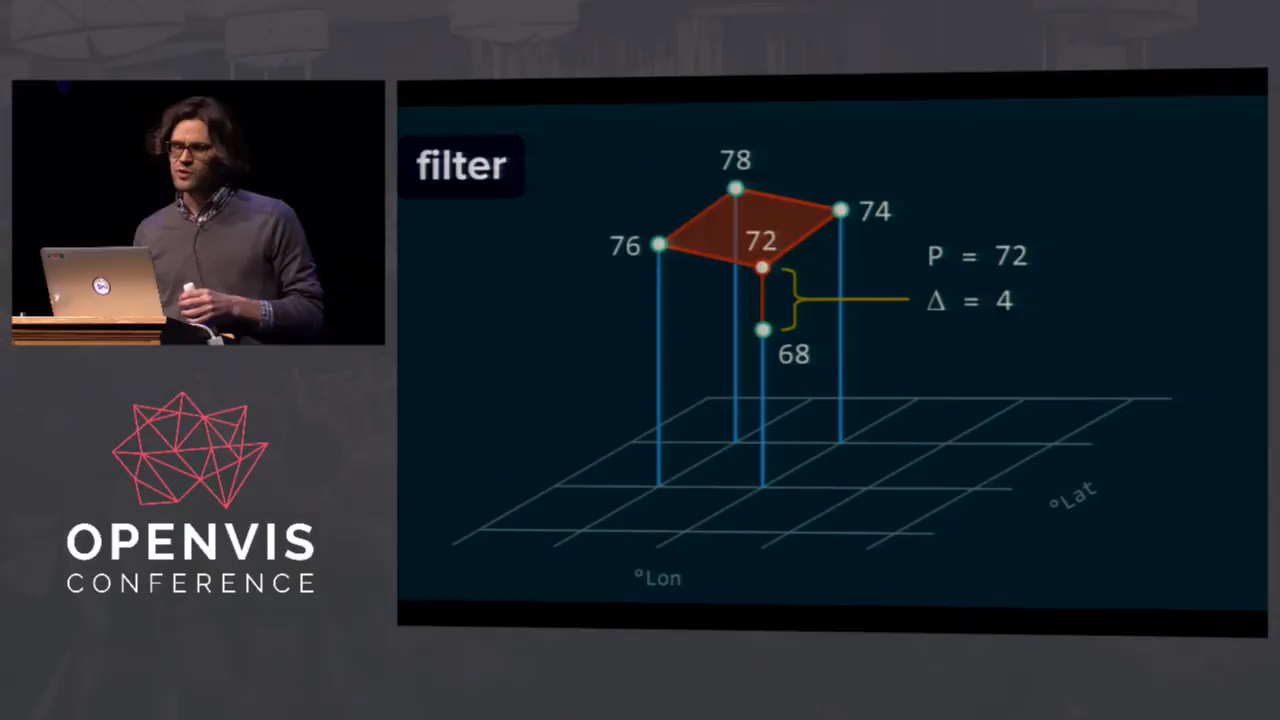 filter
78
74
76
72
P = 72
Δ = 4
68
°Lat
°Lon
OPENVIS
CONFERENCE